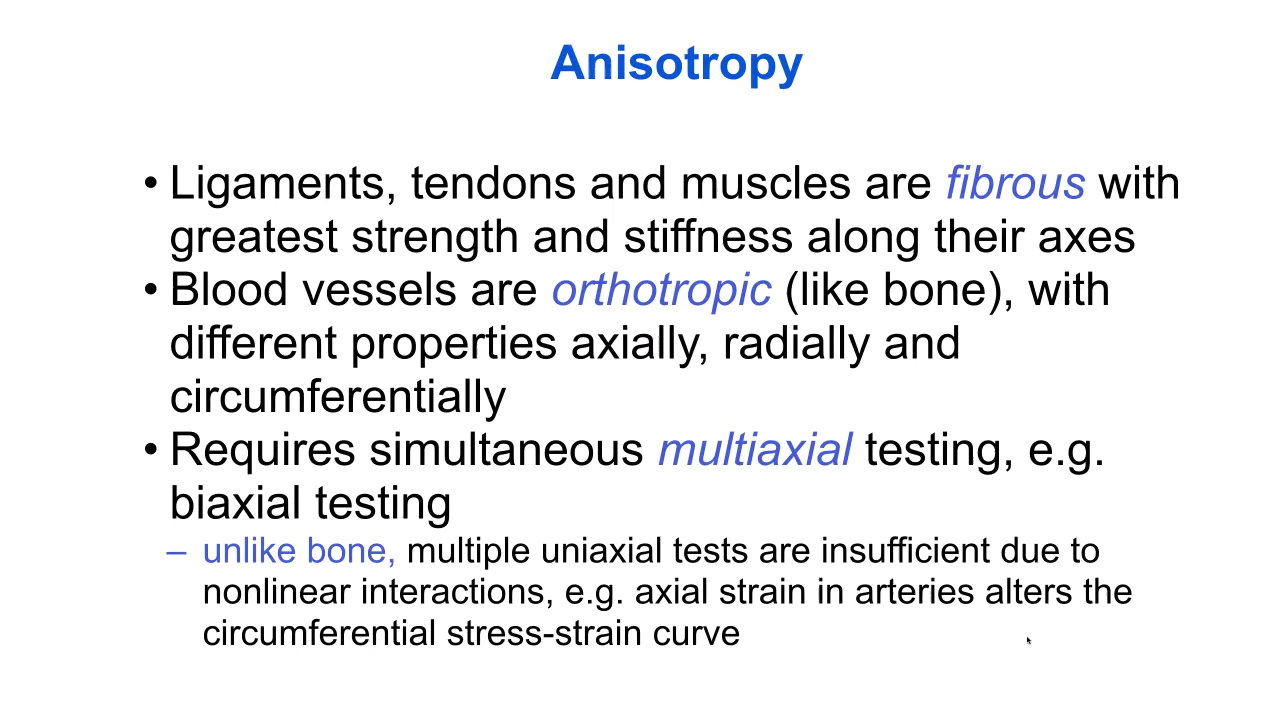 Anisotropy
• Ligaments, tendons and muscles are fibrous with
greatest strength and stiffness along their axes
• Blood vessels are orthotropic (like bone), with
different properties axially, radially and
circumferentially
• Requires simultaneous multiaxial testing, e.g.
biaxial testing
– unlike bone, multiple uniaxial tests are insufficient due to
nonlinear interactions, e.g. axial strain in arteries alters the
circumferential stress-strain curve